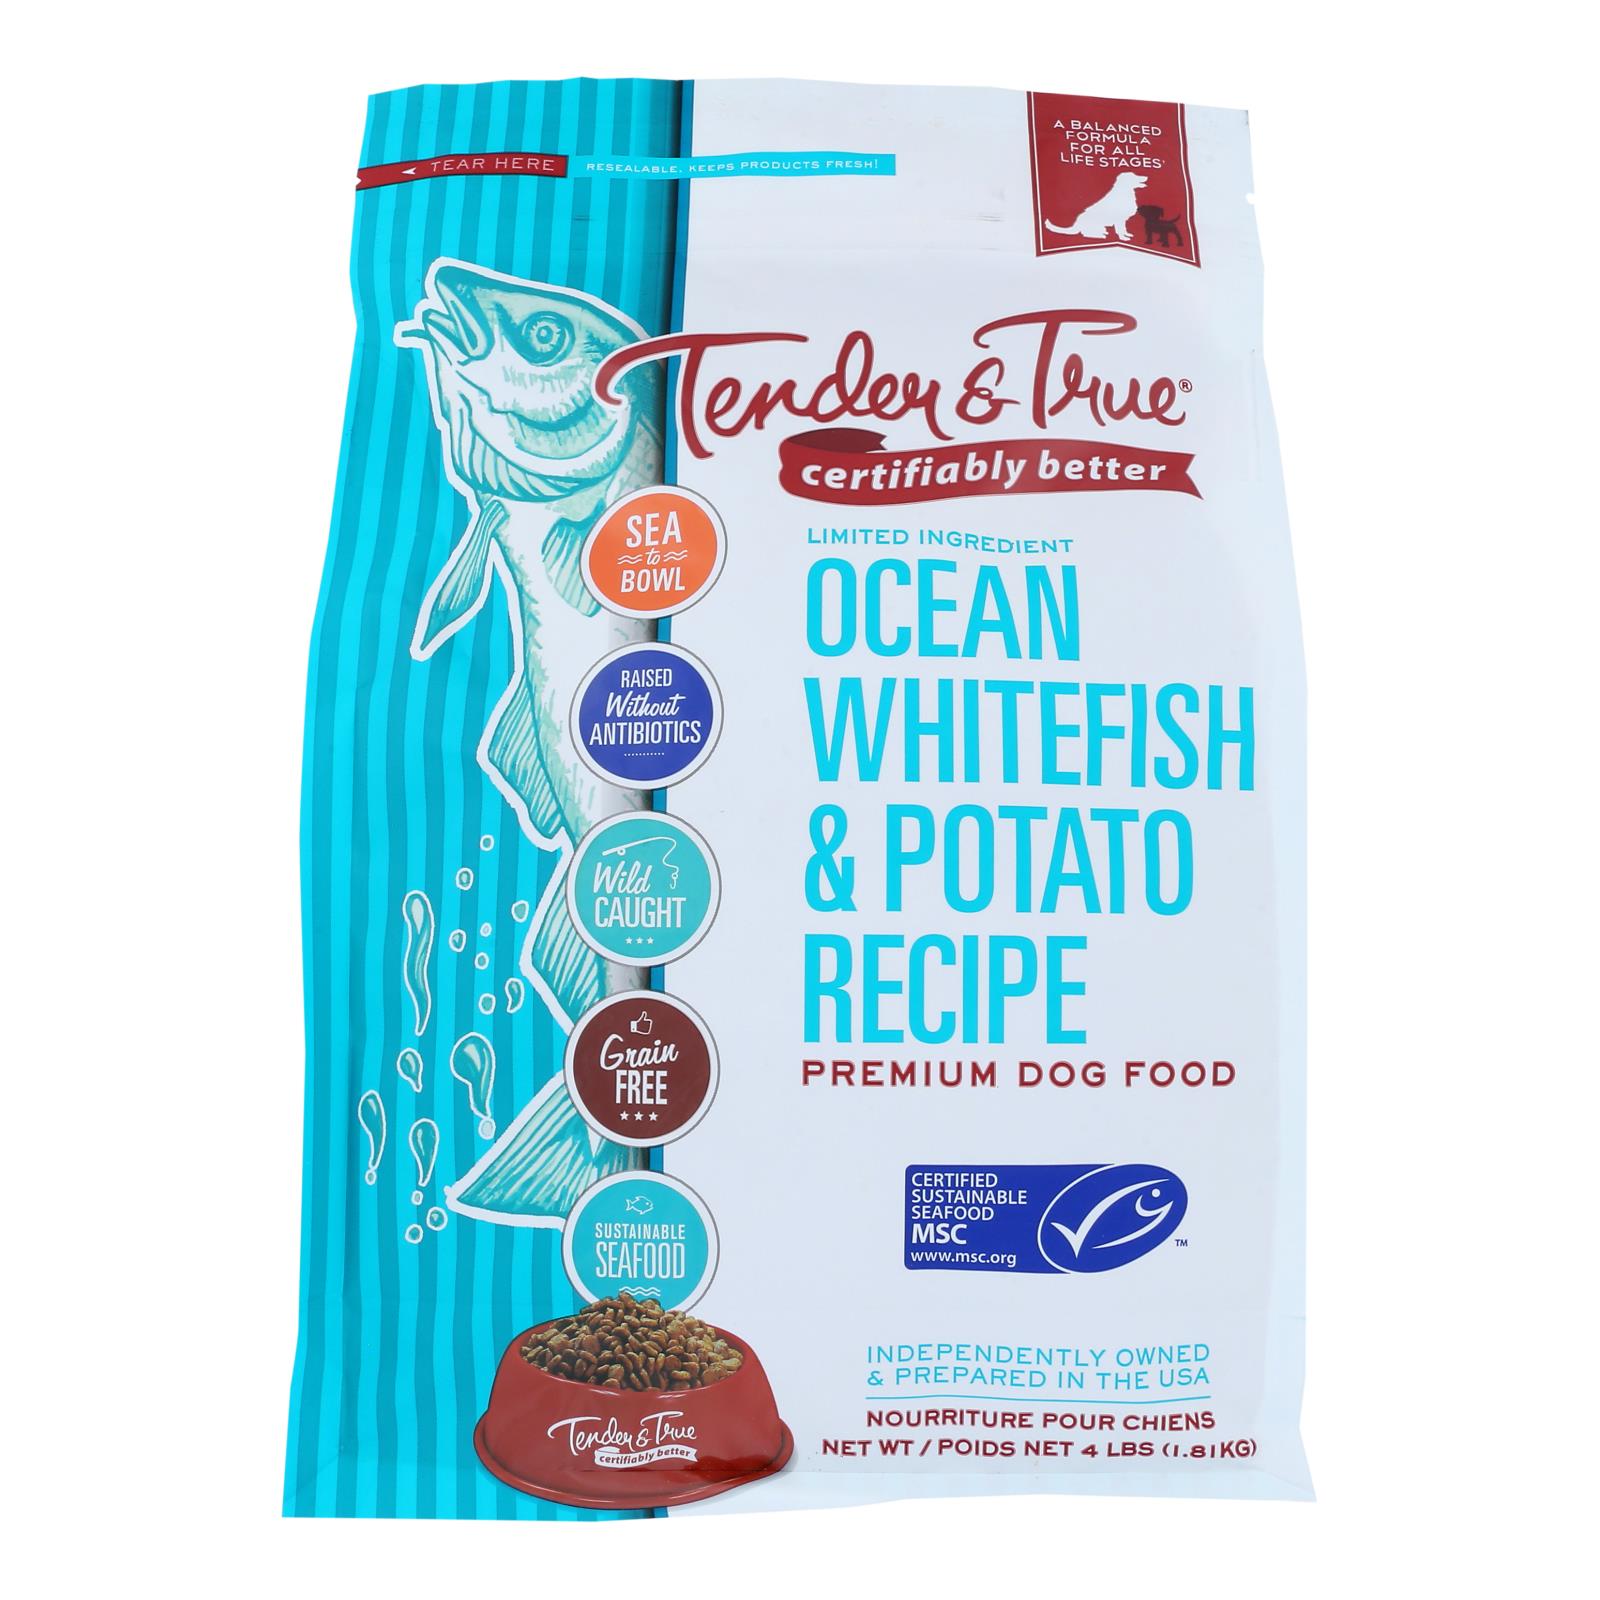 A BALANCED
FORMULA
FOR ALL
LIFE STAGES'
TEAR HERE
RESEALABLE. KEEPS PRODUCTS FRESH!
Tender & True®
certifiably better
LIMITED INGREDIENT
OCEAN
WHITEFISH
& POTATO
RECIPE
PREMIUM DOG FOOD
SEA
to
BOWL
RAISED
Without
ANTIBIOTICS
Wild
CAUGHT
Grain
FREE
SUSTAINABLE
SEAFOOD
CERTIFIED
SUSTAINABLE
SEAFOOD
MSC
www.msc.org
TM
INDEPENDENTLY OWNED
& PREPARED IN THE USA
NOURRITURE POUR CHIENS
NET WT / POIDS NET 4 LBS (1.81KG)
Tender & True
certifiably better